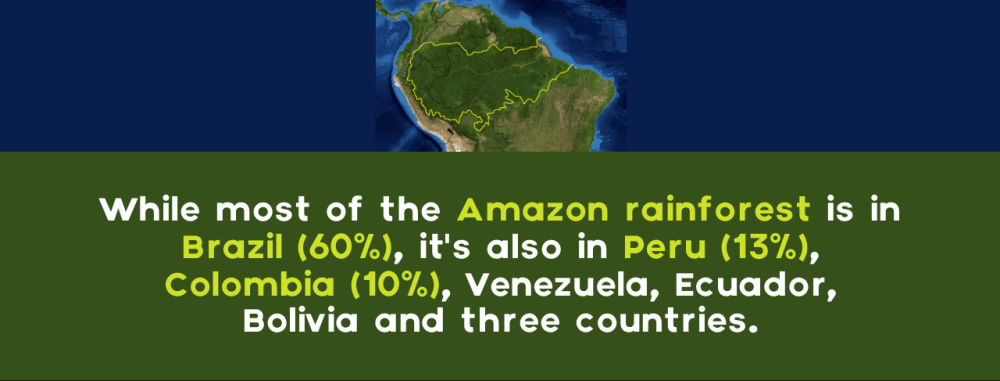 While most of the Amazon rainforest is in
Brazil (60%), it's also in Peru (13%),
Colombia (10%), Venezuela, Ecuador,
Bolivia and three countries.